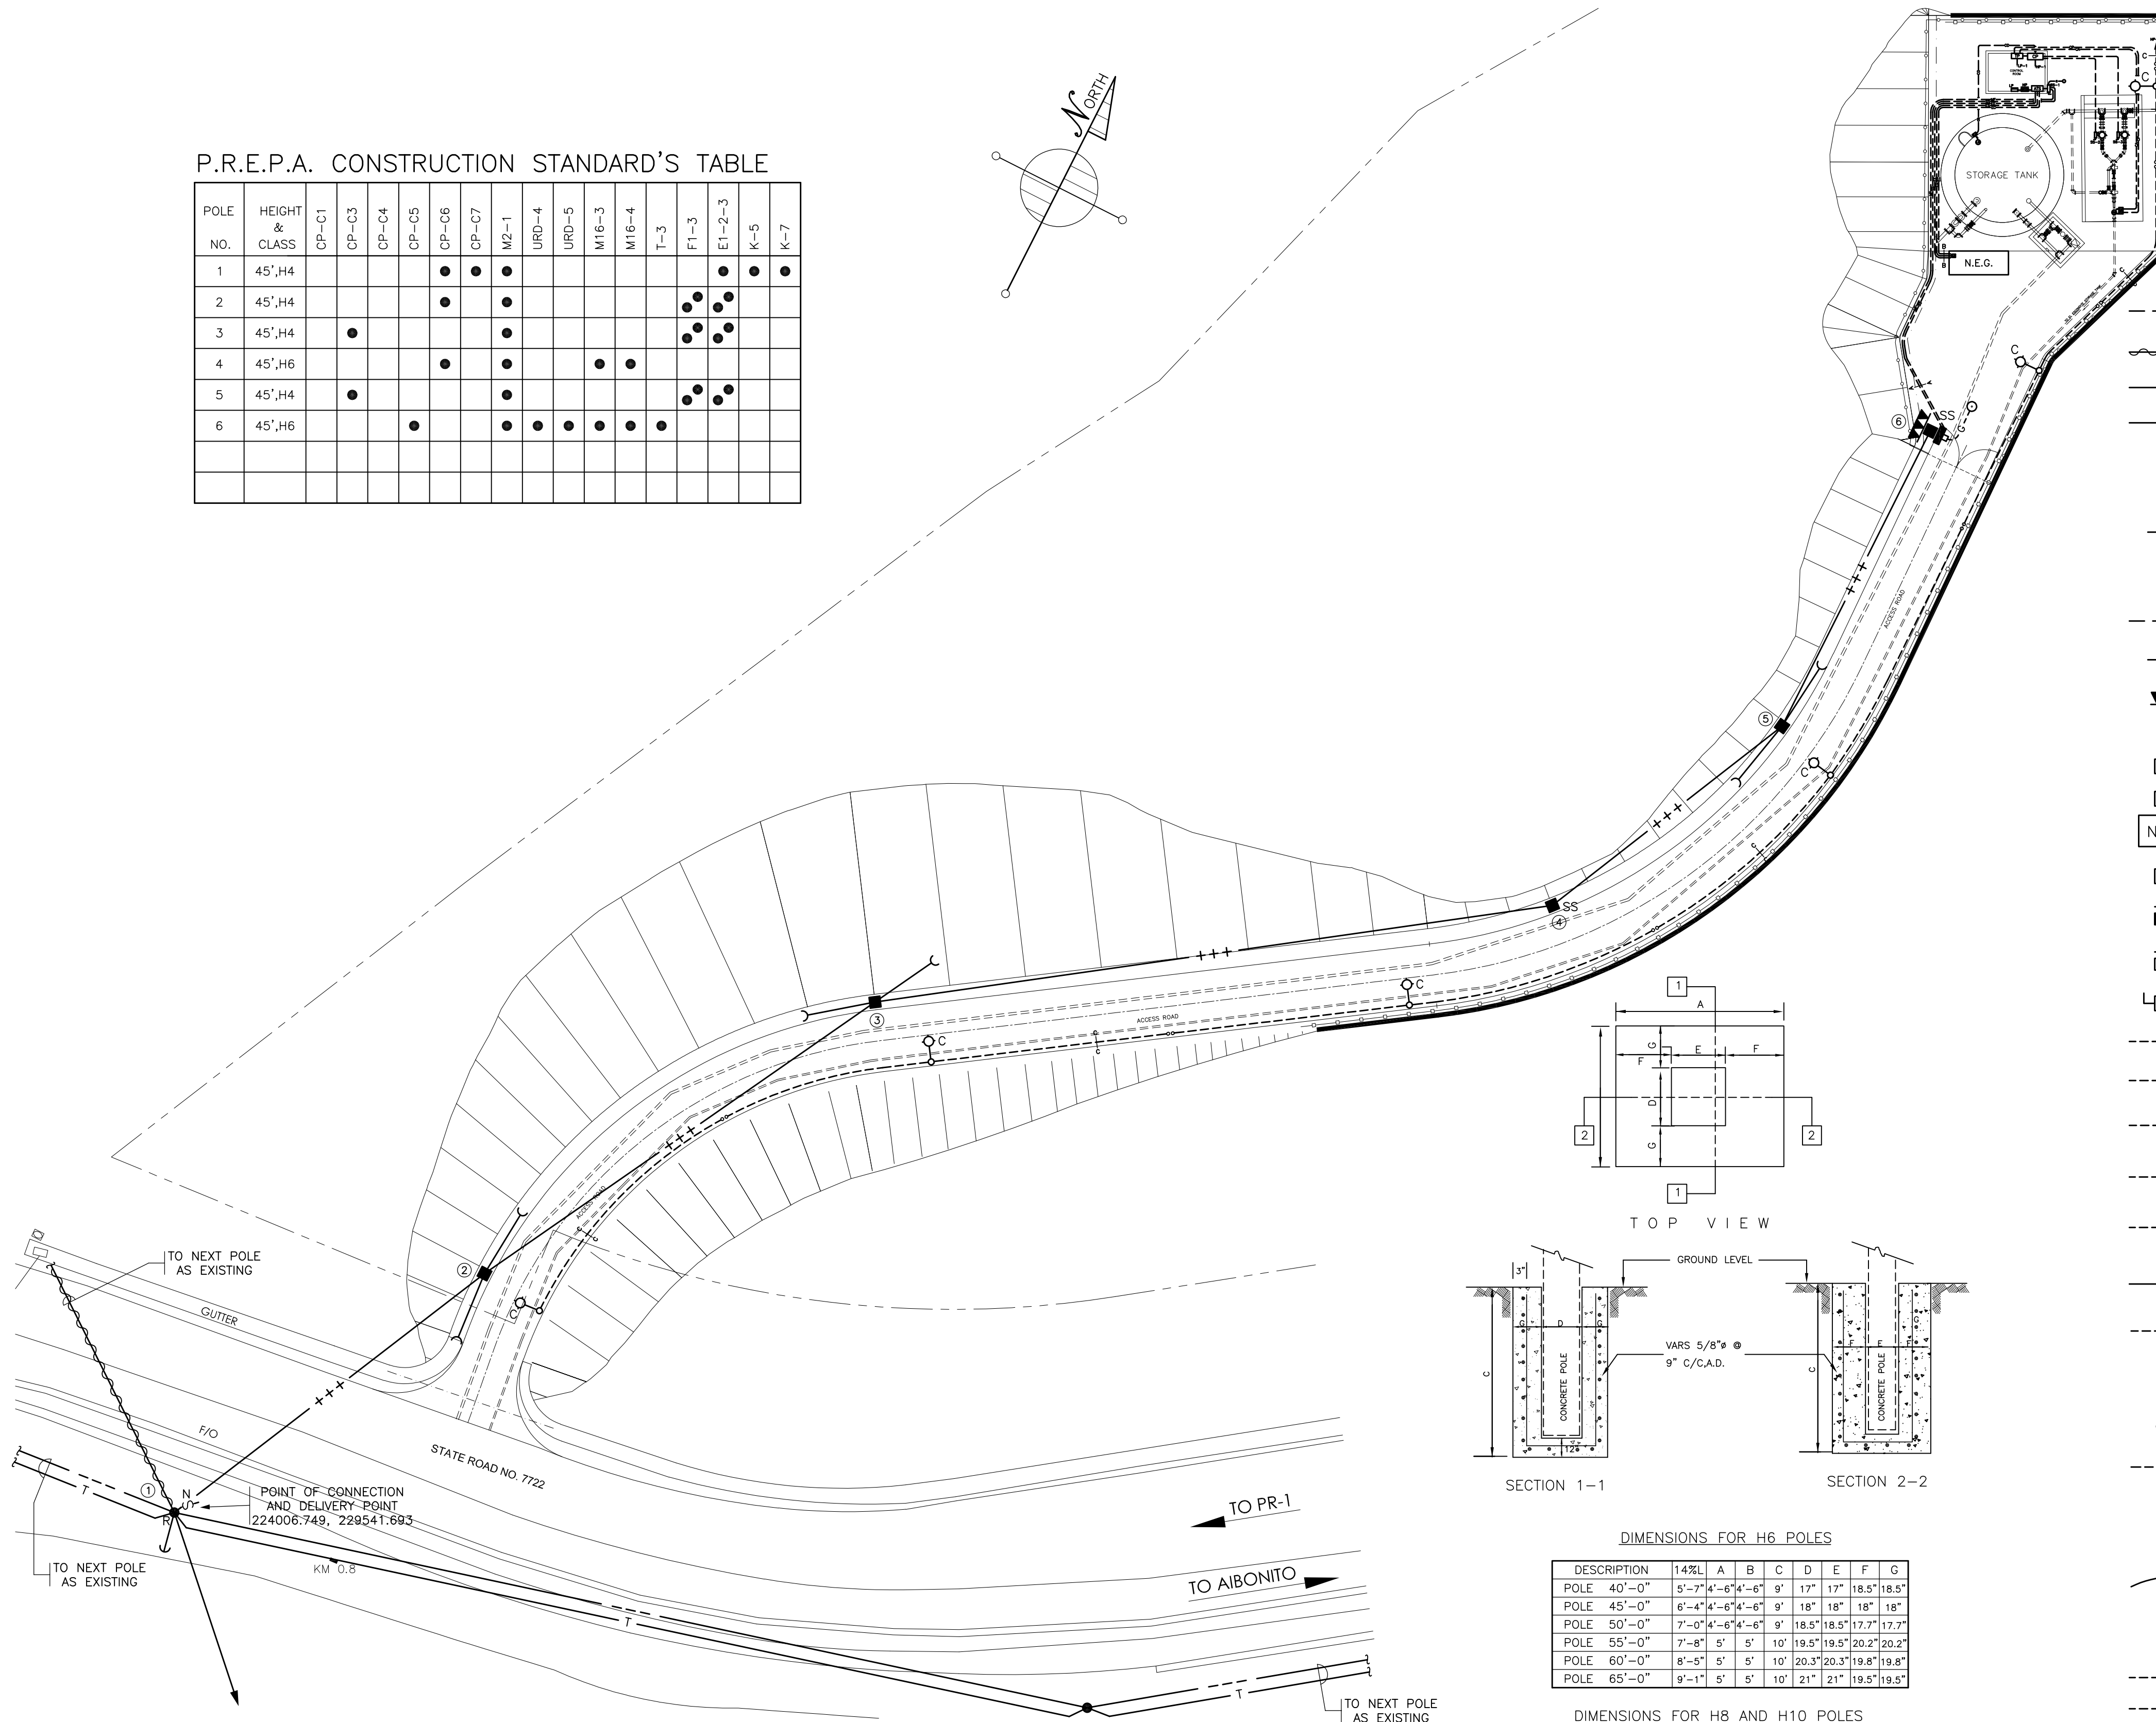 P.R.E.P.A. CONSTRUCTION STANDARD'S TABLE
POLE NO. HEIGHT & CLASS CP-C1 CP-C3 CP-C4 CP-C5 CP-C6 CP-C7 M2-1 URD-4 URD-5 M16-3 M16-4 T-3 F1-3 E1-2-3 K-5 K-7
1 45',H4
2 45',H4
3 45',H4
4 45',H6
5 45',H4
6 45',H6
NORTH
CONTROL ROOM
STORAGE TANK
N.E.G.
B
B
C
C
C
C
6
SS
G
ACCESS ROAD
5
C
C
SS
4
3
C
C
C
C
ACCESS ROAD
ACCESS ROAD
C
2
C
TO NEXT POLE
AS EXISTING
GUTTER
F/O
STATE ROAD NO. 7722
1
N
S
R
T
POINT OF CONNECTION
AND DELIVERY POINT
224006.749, 229541.693
TO NEXT POLE
AS EXISTING
KM 0.8
TO PR-1
TO AIBONITO
T
T
TO NEXT POLE
AS EXISTING
1
A
G
F E F
D
2 2
G
1
TOP VIEW
GROUND LEVEL
3"
G D G
F E F
G
C
C
VARS 5/8"ø @
9" C/C,A.D.
CONCRETE POLE
CONCRETE POLE
12"
SECTION 1-1
SECTION 2-2
DIMENSIONS FOR H6 POLES
DESCRIPTION 14%L A B C D E F G
POLE 40'-0" 5'-7" 4'-6" 4'-6" 9' 17" 17" 18.5" 18.5"
POLE 45'-0" 6'-4" 4'-6" 4'-6" 9' 18" 18" 18" 18"
POLE 50'-0" 7'-0" 4'-6" 4'-6" 9' 18.5" 18.5" 17.7" 17.7"
POLE 55'-0" 7'-8" 5' 5' 10' 19.5" 19.5" 20.2" 20.2"
POLE 60'-0" 8'-5" 5' 5' 10' 20.3" 20.3" 19.8" 19.8"
POLE 65'-0" 9'-1" 5' 5' 10' 21" 21" 19.5" 19.5"
DIMENSIONS FOR H8 AND H10 POLES
N